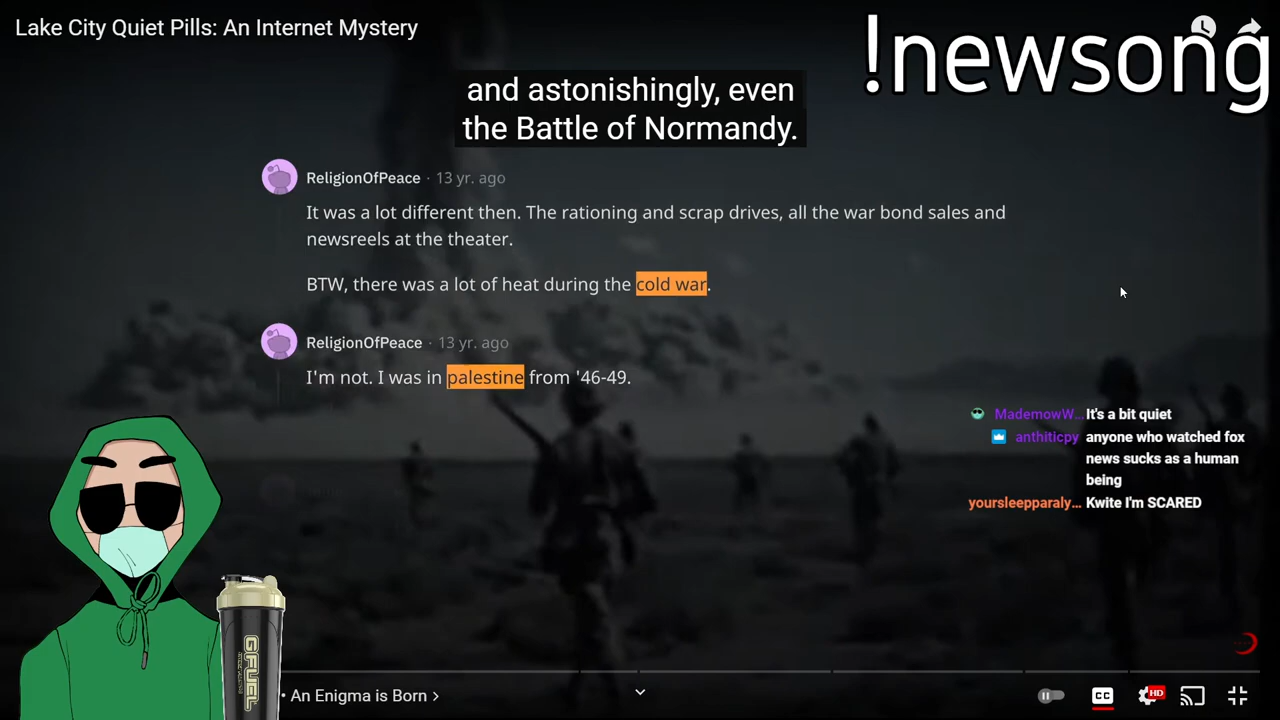 Lake City Quiet Pills: An Internet Mystery
!newsong
and astonishingly, even
the Battle of Normandy.
ReligionOfPeace · 13 yr. ago
It was a lot different then. The rationing and scrap drives, all the war bond sales and
newsreels at the theater.
BTW, there was a lot of heat during the cold war.
ReligionOfPeace · 13 yr. ago
I'm not. I was in palestine from '46-49.
MademowW... It's a bit quiet
anthiticpy anyone who watched fox
news sucks as a human
being
yoursleepparaly... Kwite I'm SCARED
GFUEL
• An Enigma is Born >
CC
HD